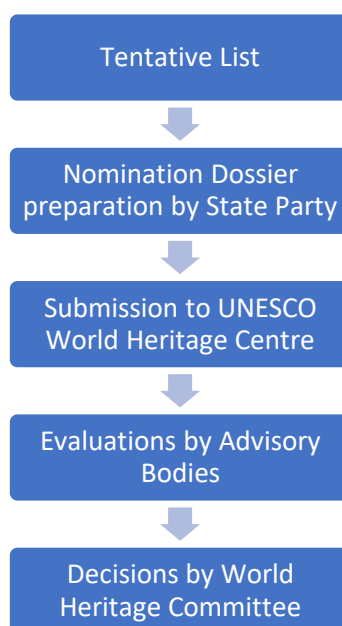 Tentative List
Nomination Dossier
preparation by State Party
Submission to UNESCO
World Heritage Centre
Evaluations by Advisory
Bodies
Decisions by World
Heritage Committee